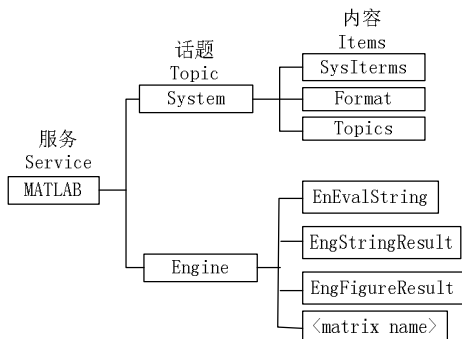 内容
Items
话题
Topic
服务
Service
MATLAB
System
SysIterms
Format
Topics
Engine
EnEvalString
EngStringResult
EngFigureResult
<matrix name>